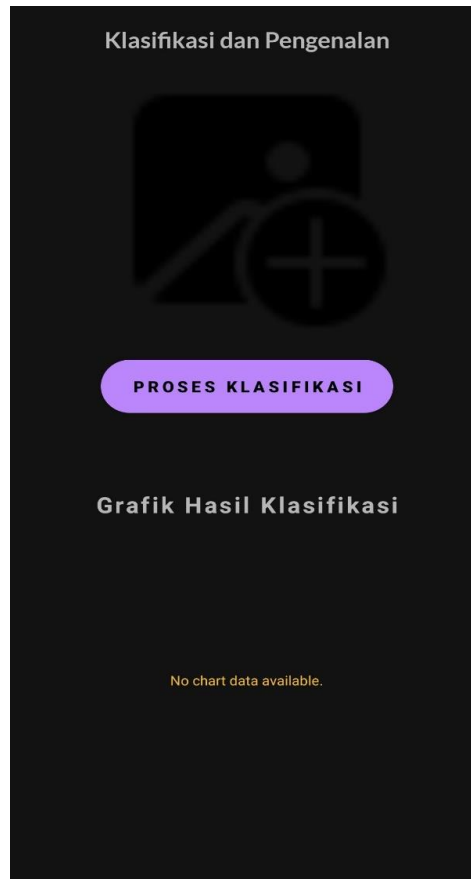 Klasifikasi dan Pengenalan
PROSES KLASIFIKASI
Grafik Hasil Klasifikasi
No chart data available.